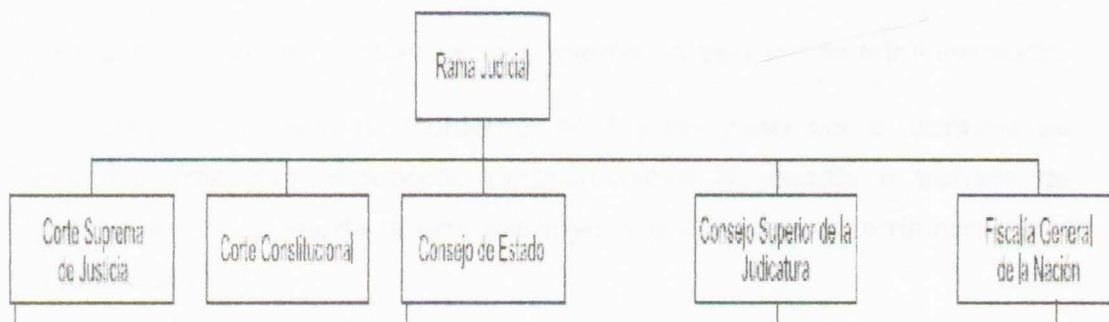 Rama Judicial
Corte Suprema
de Justicia
Corte Constitucional
Consejo de Estado
Consejo Superior de la
Judicatura
Fiscalía General
de la Nación